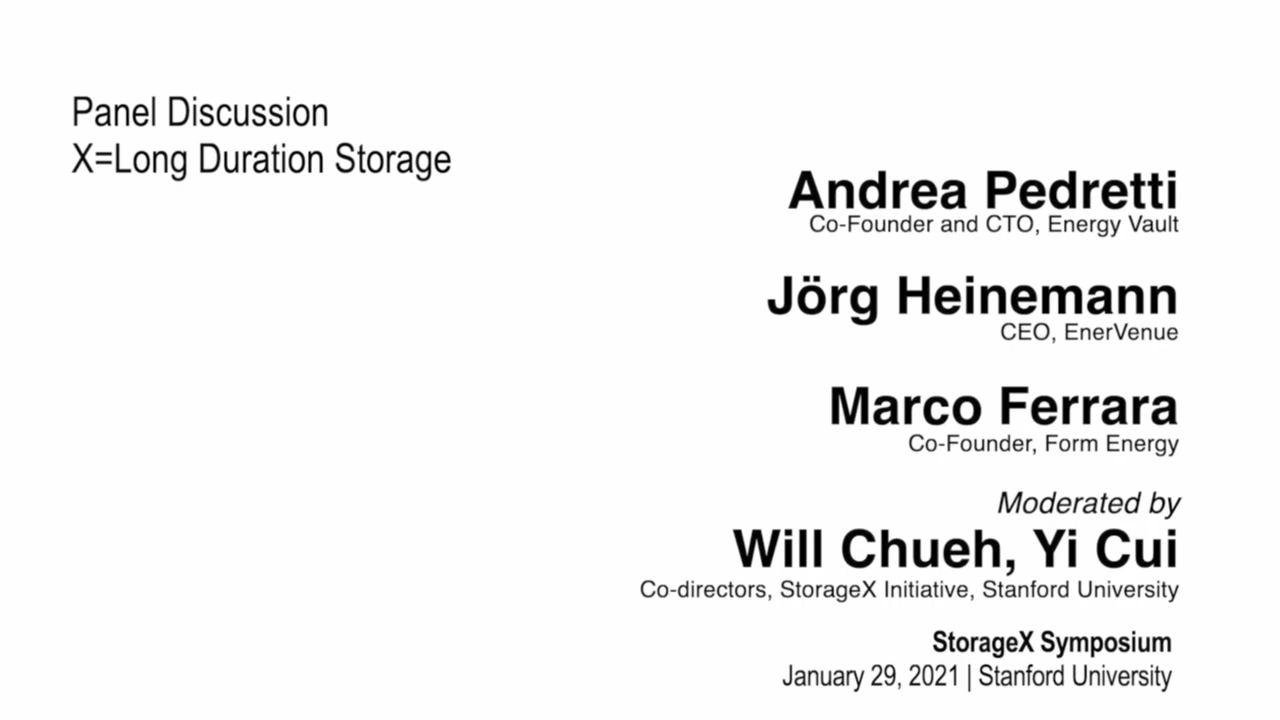 Panel Discussion
X=Long Duration Storage
Andrea Pedretti
Co-Founder and CTO, Energy Vault
Jörg Heinemann
CEO, EnerVenue
Marco Ferrara
Co-Founder, Form Energy
Moderated by
Will Chueh, Yi Cui
Co-directors, StorageX Initiative, Stanford University
StorageX Symposium
January 29, 2021 | Stanford University